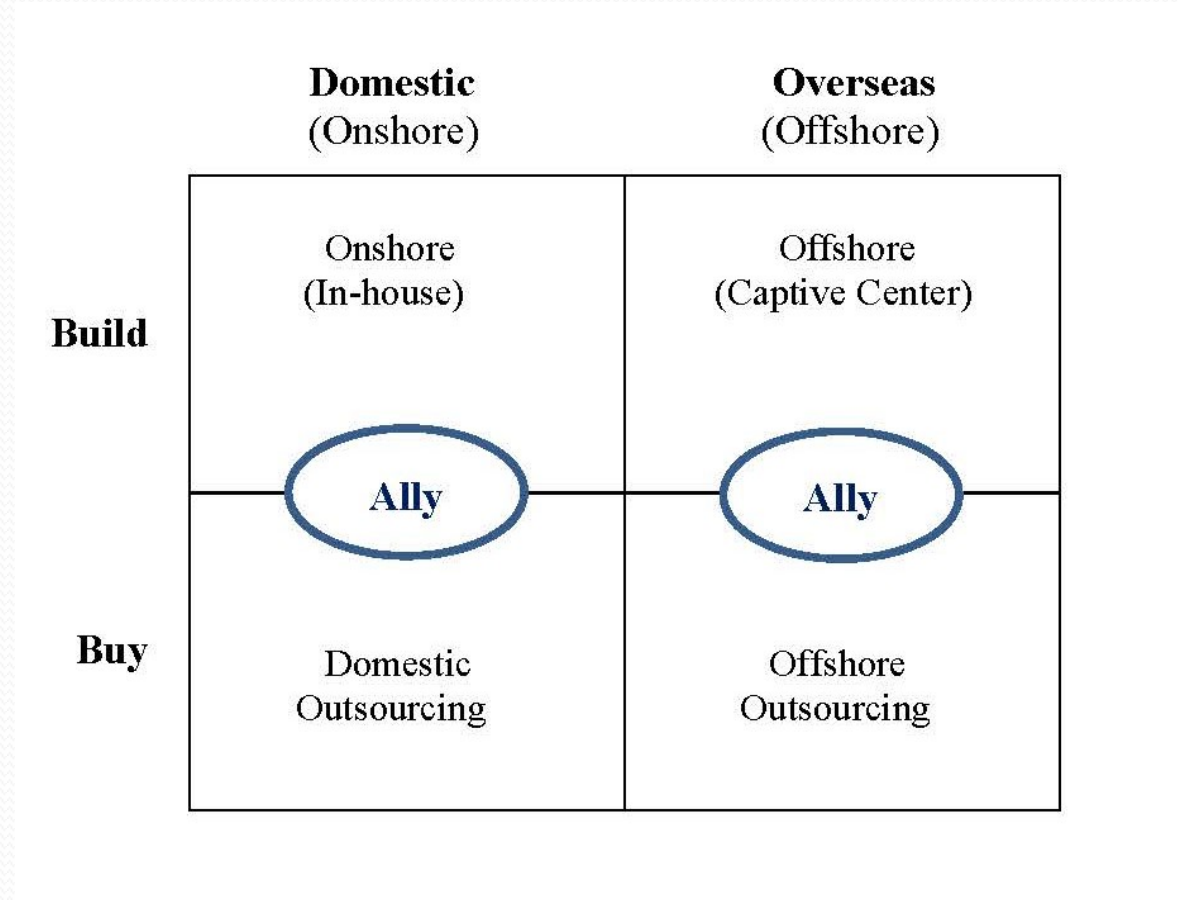 Domestic
(Onshore)
Overseas
(Offshore)
Build
Onshore
(In-house)
Offshore
(Captive Center)
Ally
Ally
Buy
Domestic
Outsourcing
Offshore
Outsourcing